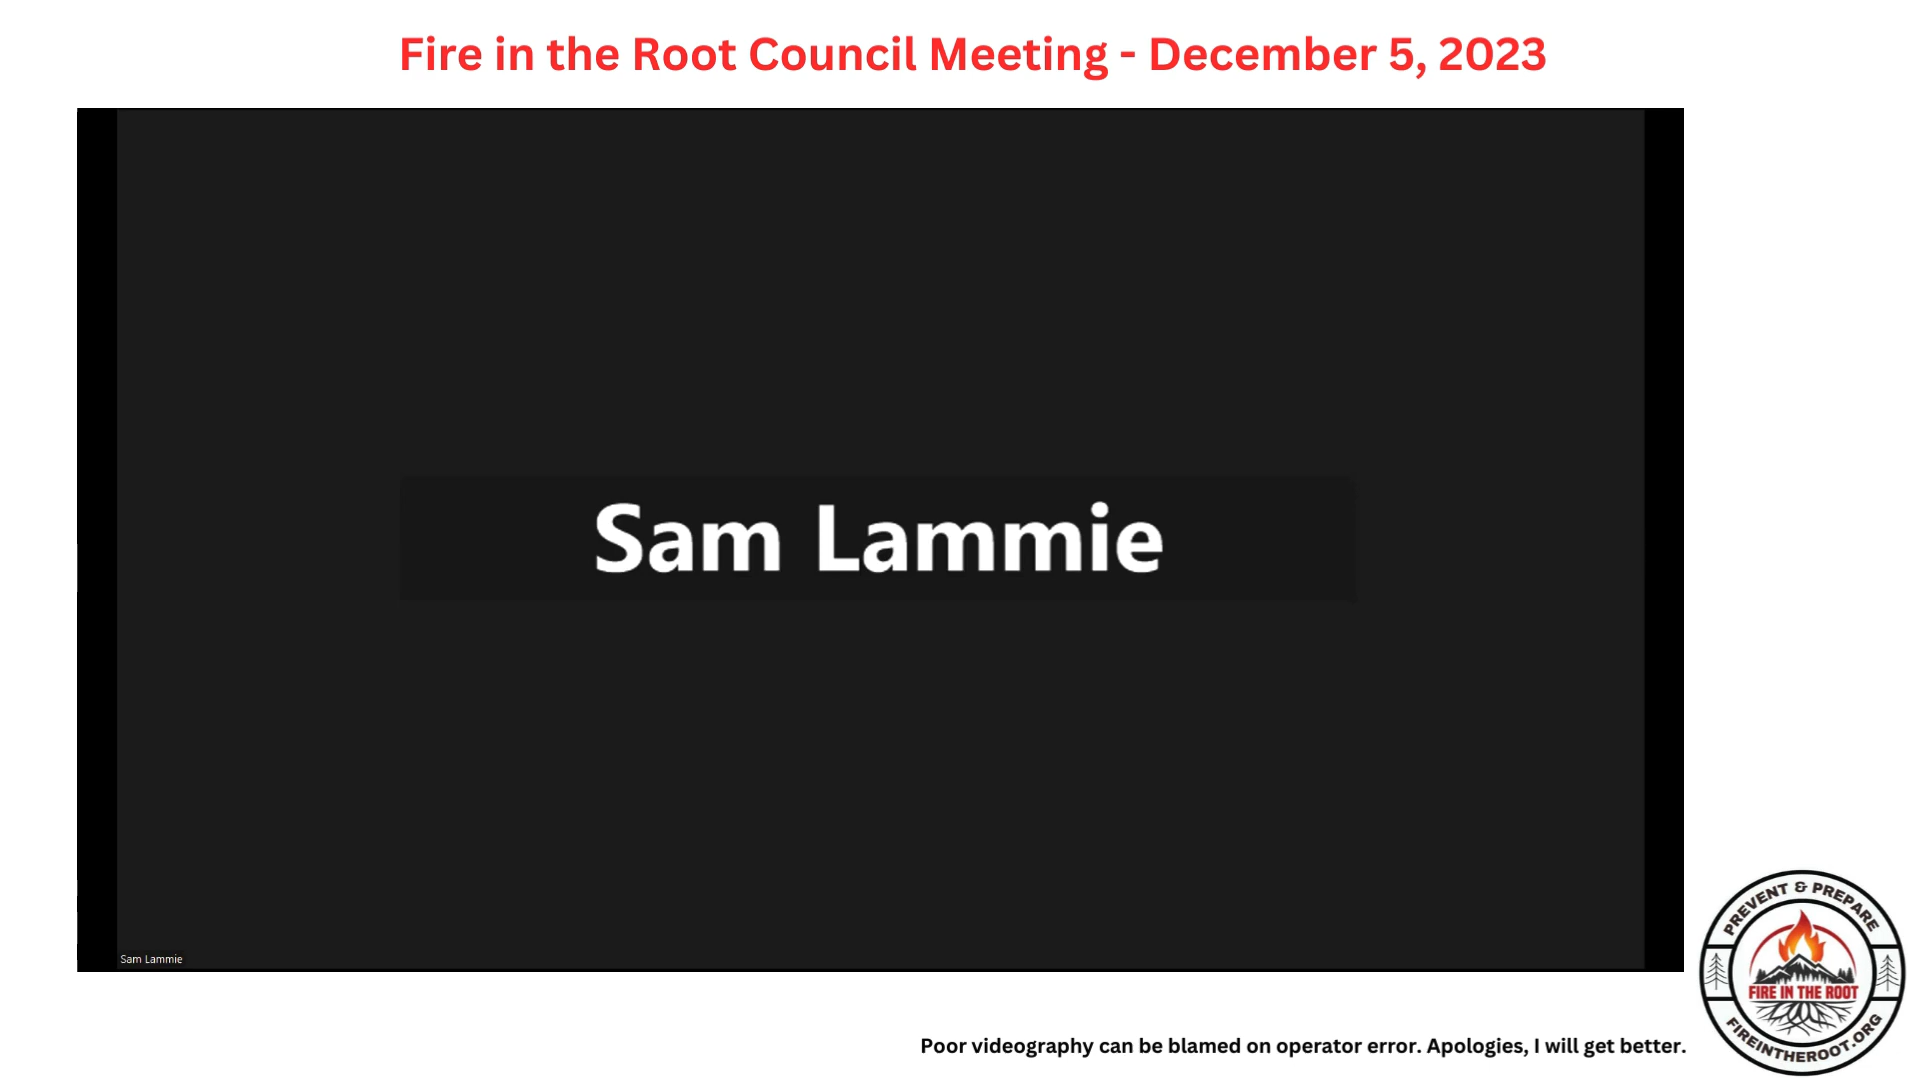 Fire in the Root Council Meeting - December 5, 2023
Sam Lammie
Sam Lammie
PREVENT & PREPARE
FIRE IN THE ROOT
FIREINTHEROOT.ORG
Poor videography can be blamed on operator error. Apologies, I will get better.